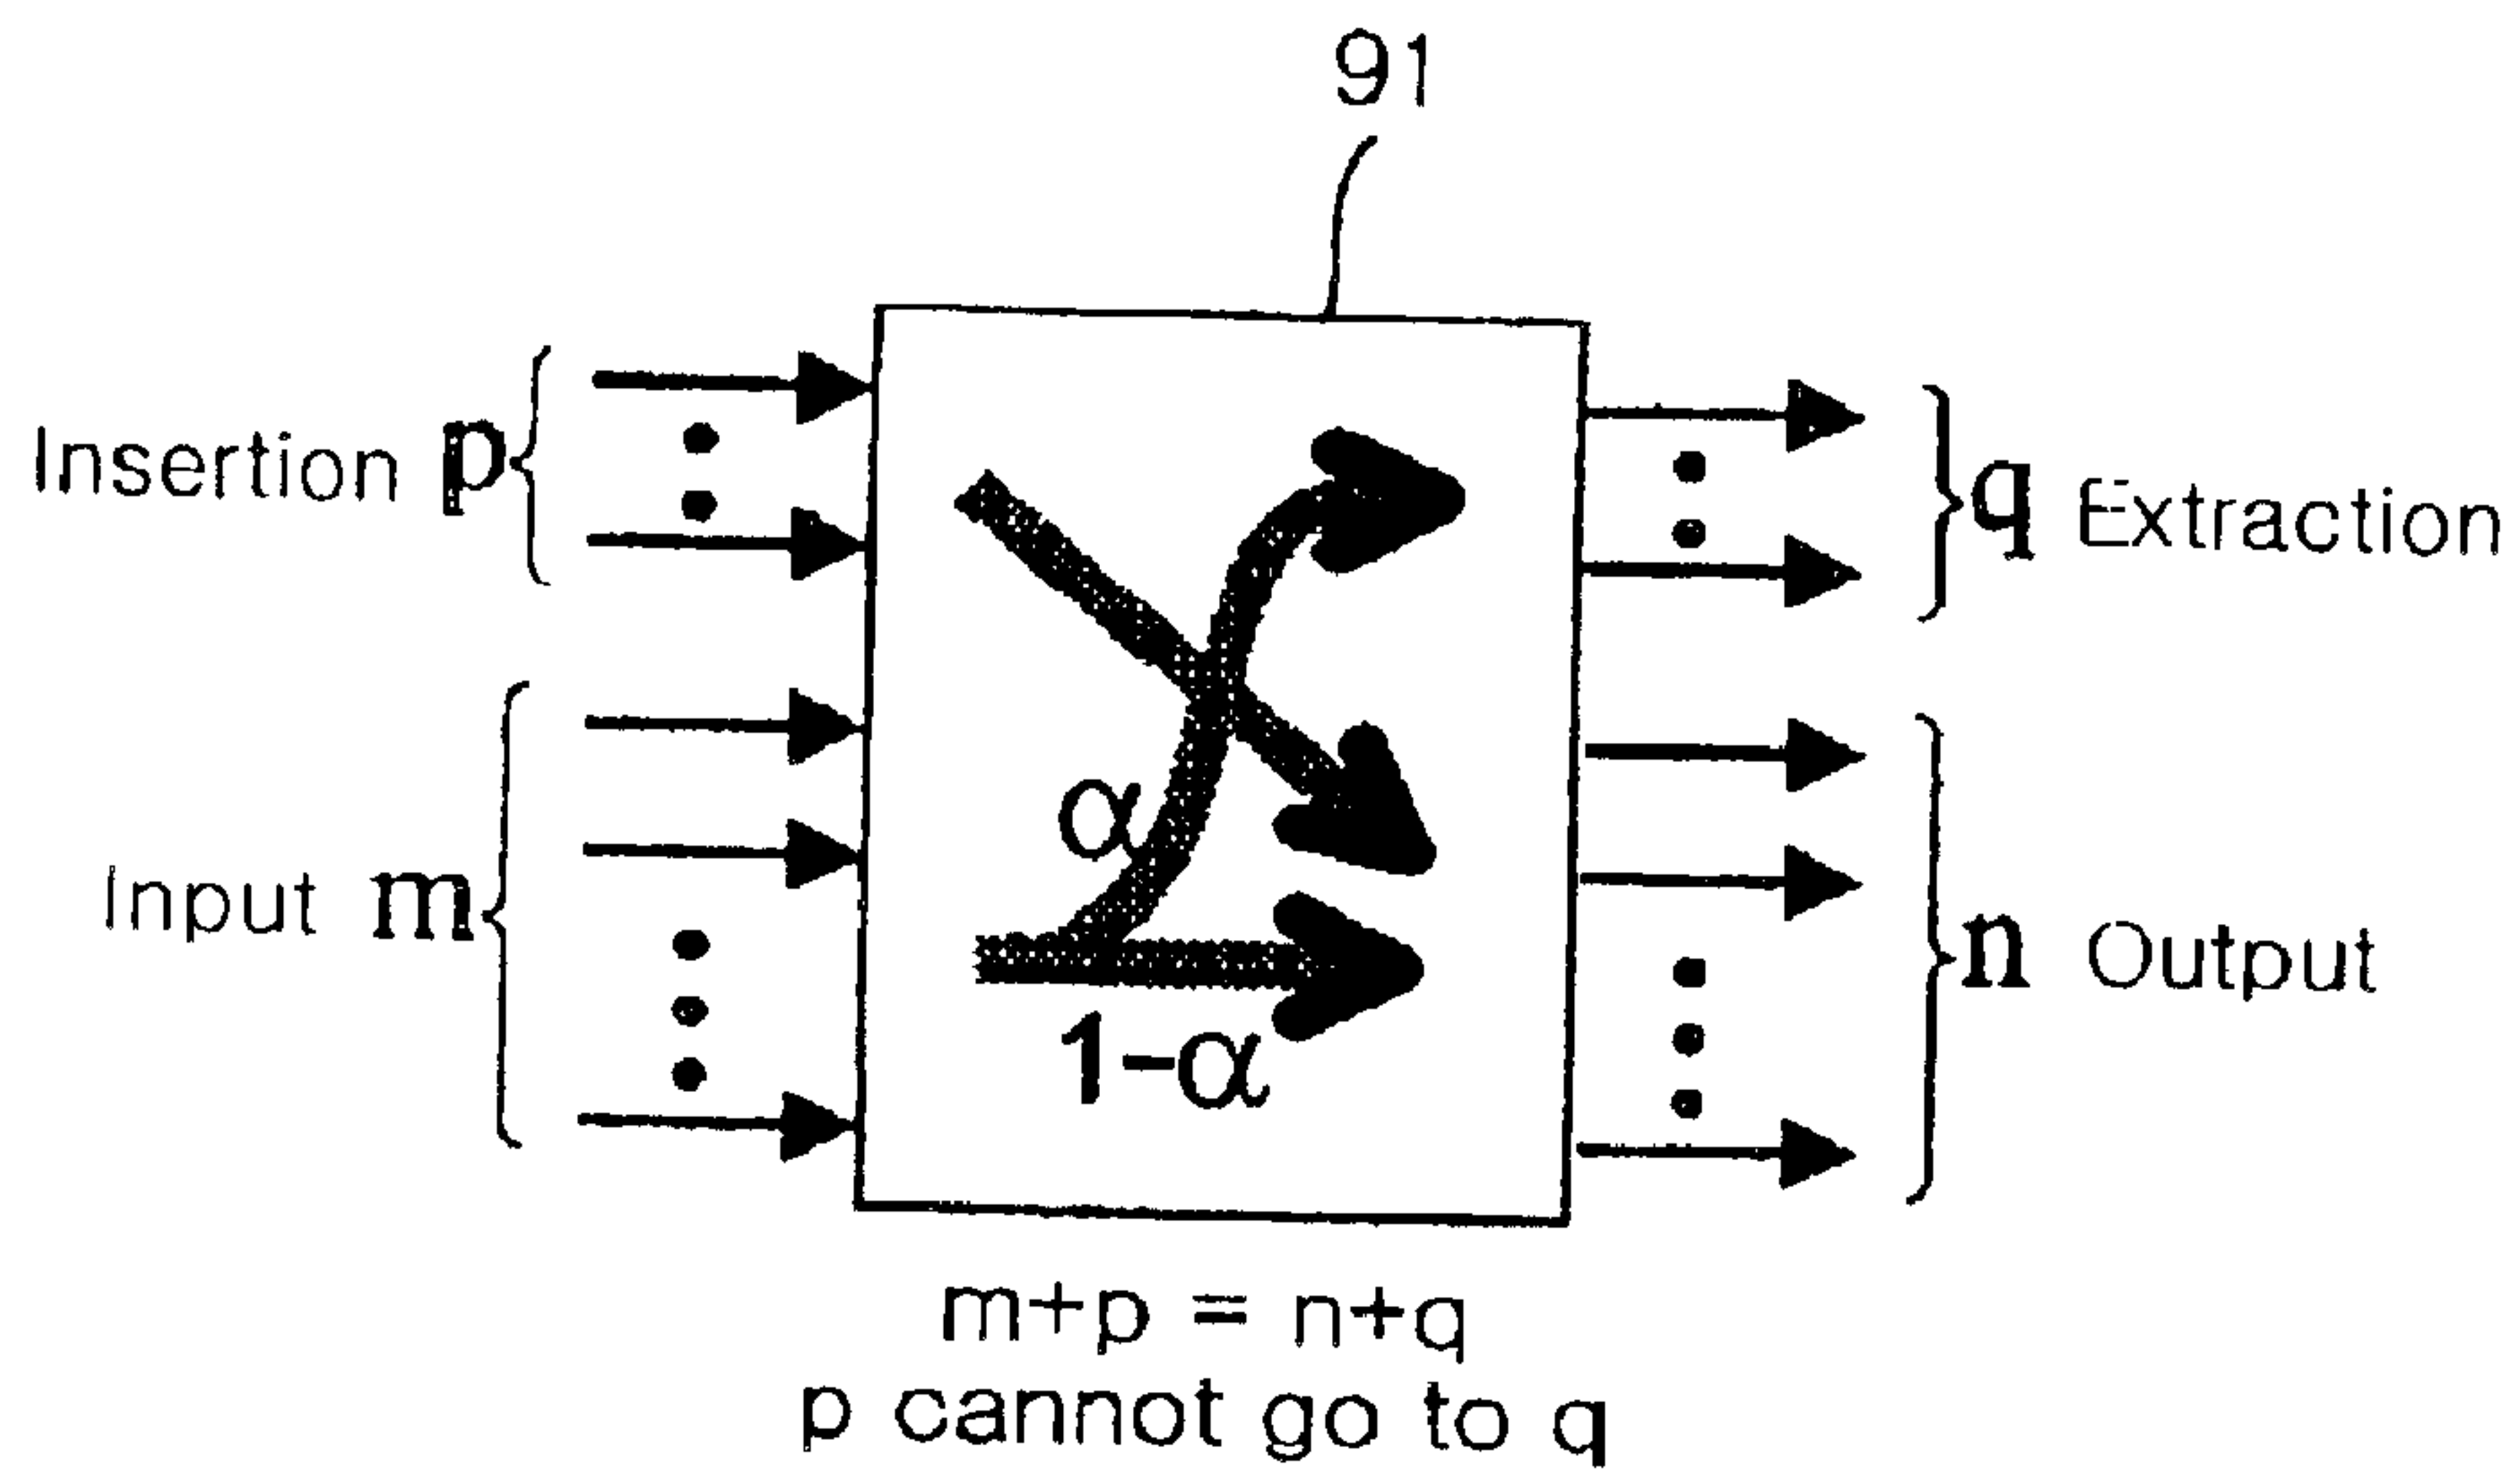 91
Insertion p
q Extraction
α
Input m
n Output
1-α
m+p = n+q
p cannot go to q